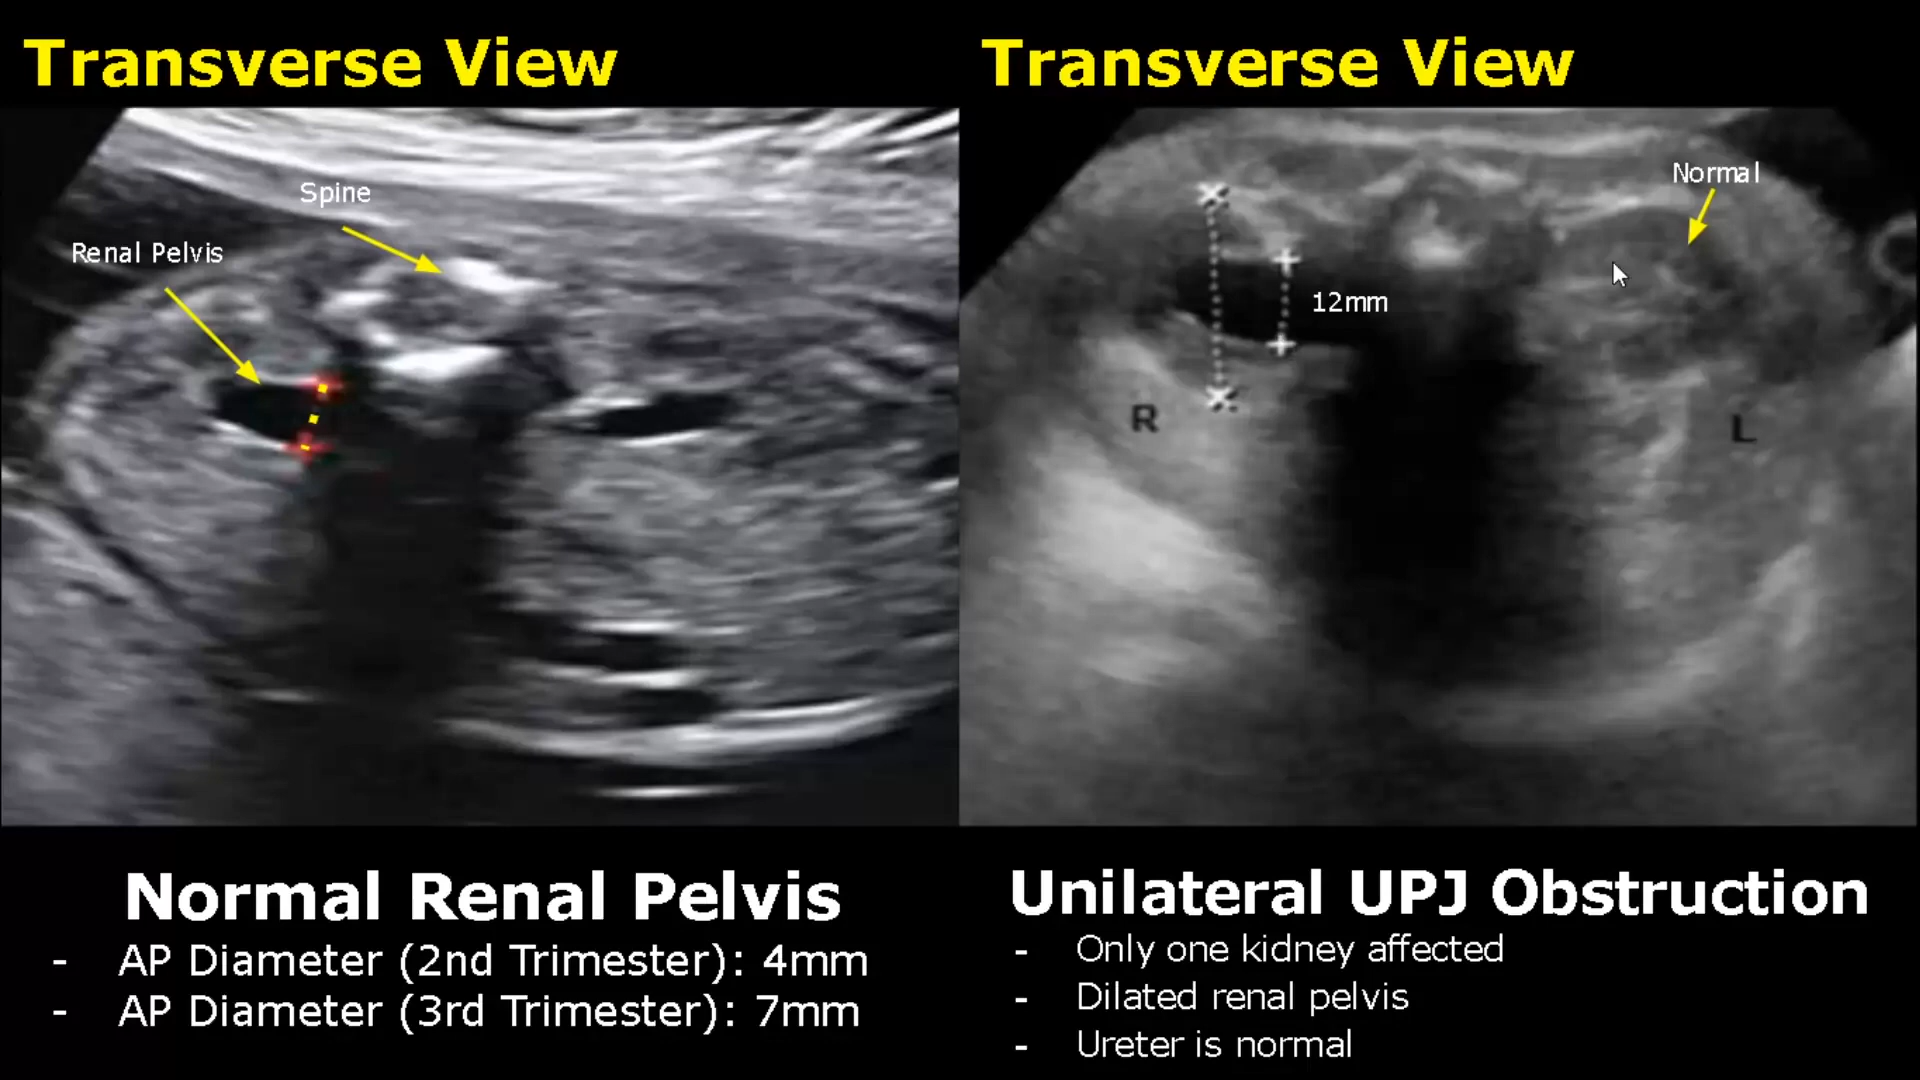 Transverse View
Transverse View
Spine
Renal Pelvis
Normal
12mm
R
L
Normal Renal Pelvis
- AP Diameter (2nd Trimester): 4mm
- AP Diameter (3rd Trimester): 7mm
Unilateral UPJ Obstruction
- Only one kidney affected
- Dilated renal pelvis
- Ureter is normal